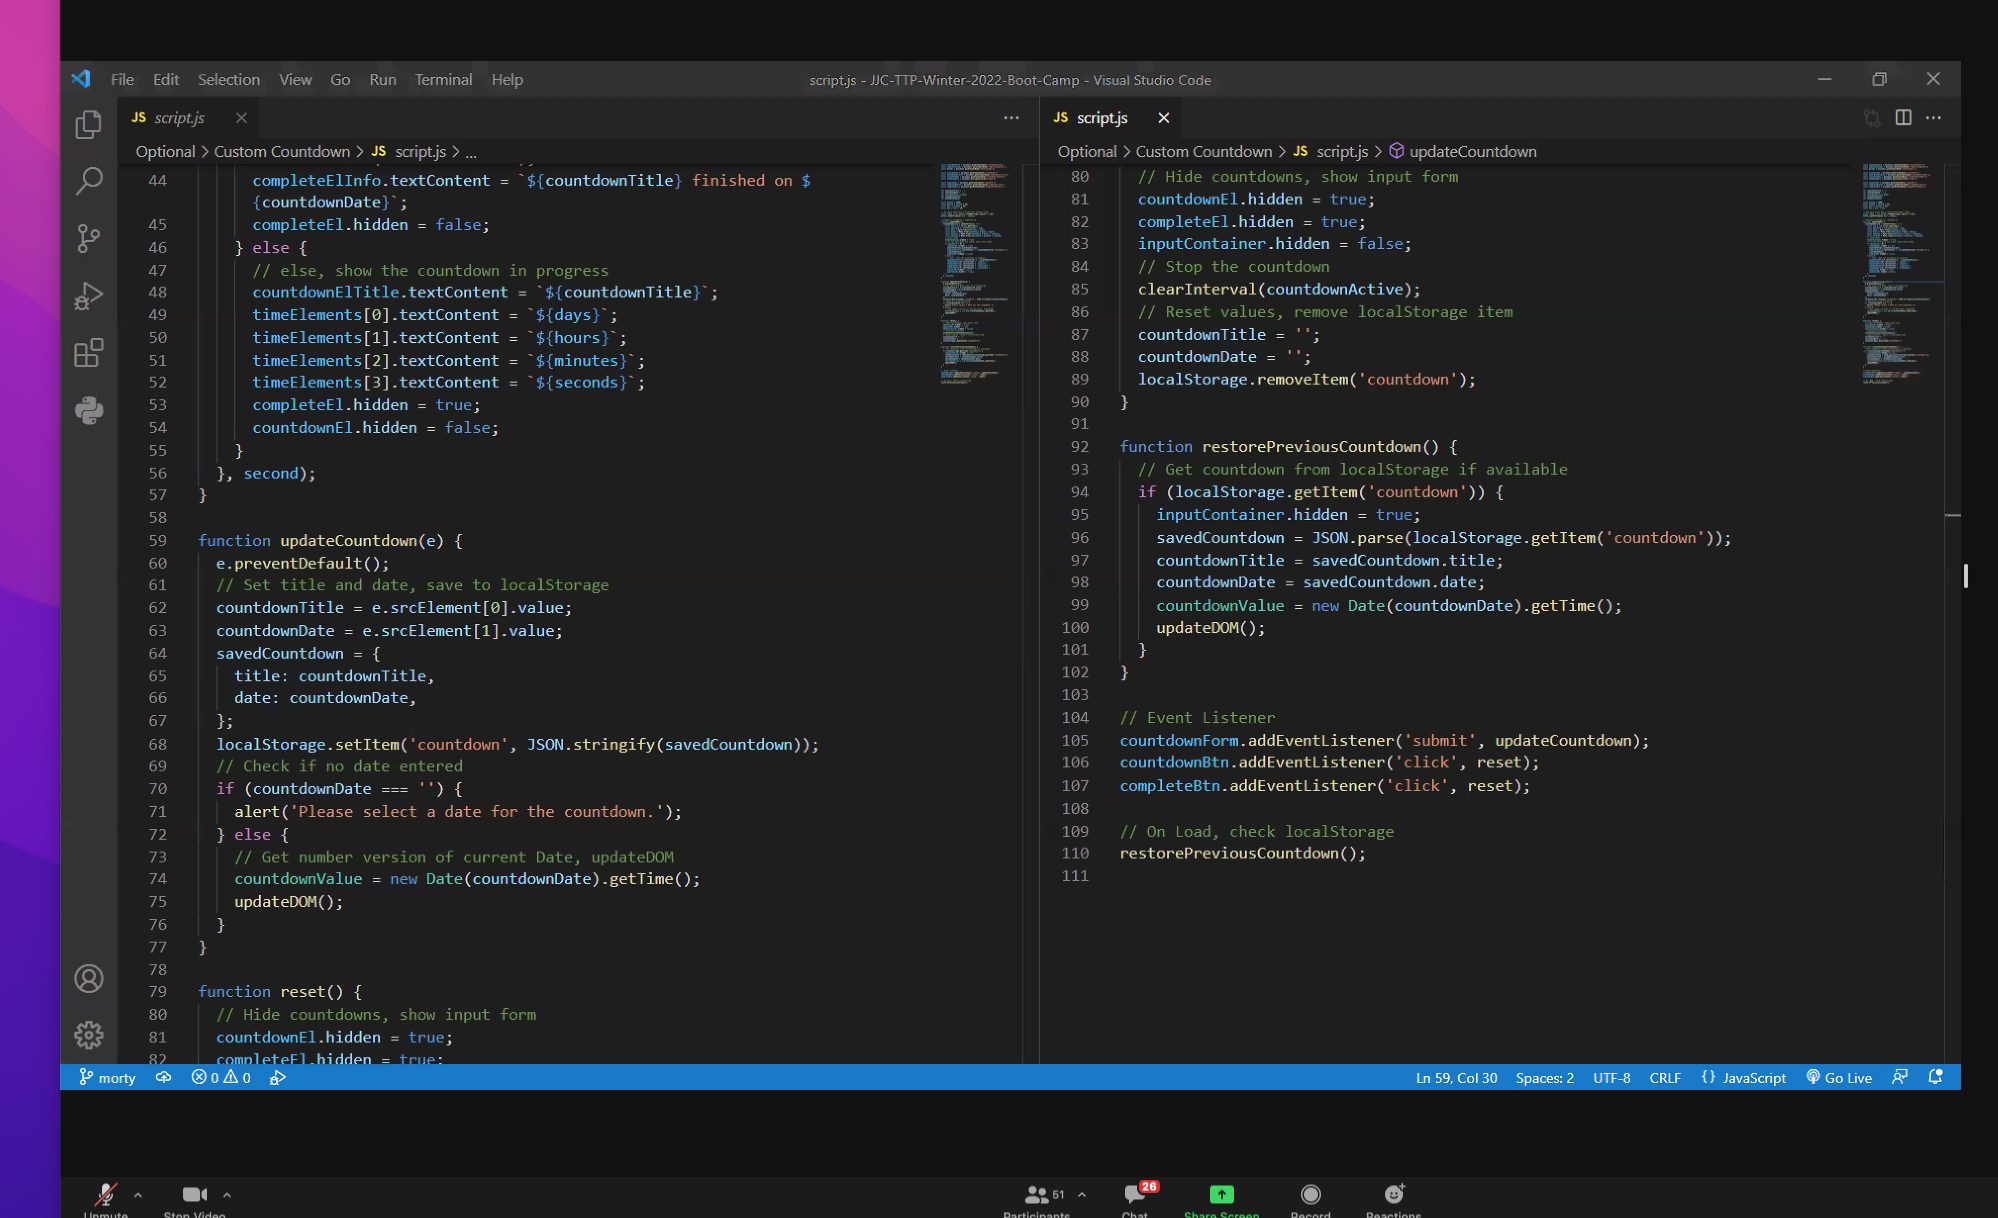 File Edit Selection View Go Run Terminal Help
script.js - JJC-TTP-Winter-2022-Boot-Camp - Visual Studio Code
JS script.js
Optional > Custom Countdown > JS script.js > ...
44 completeElInfo.textContent = `${countdownTitle} finished on $
{countdownDate}`;
45 completeEl.hidden = false;
46 } else {
47 // else, show the countdown in progress
48 countdownElTitle.textContent = `${countdownTitle}`;
49 timeElements[0].textContent = `${days}`;
50 timeElements[1].textContent = `${hours}`;
51 timeElements[2].textContent = `${minutes}`;
52 timeElements[3].textContent = `${seconds}`;
53 completeEl.hidden = true;
54 countdownEl.hidden = false;
55 }
56 }, second);
57 }
58
59 function updateCountdown(e) {
60 e.preventDefault();
61 // Set title and date, save to localStorage
62 countdownTitle = e.srcElement[0].value;
63 countdownDate = e.srcElement[1].value;
64 savedCountdown = {
65 title: countdownTitle,
66 date: countdownDate,
67 };
68 localStorage.setItem('countdown', JSON.stringify(savedCountdown));
69 // Check if no date entered
70 if (countdownDate === '') {
71 alert('Please select a date for the countdown.');
72 } else {
73 // Get number version of current Date, updateDOM
74 countdownValue = new Date(countdownDate).getTime();
75 updateDOM();
76 }
77 }
78
79 function reset() {
80 // Hide countdowns, show input form
81 countdownEl.hidden = true;
82 completeEl.hidden = true;
JS script.js
Optional > Custom Countdown > JS script.js > updateCountdown
80 // Hide countdowns, show input form
81 countdownEl.hidden = true;
82 completeEl.hidden = true;
83 inputContainer.hidden = false;
84 // Stop the countdown
85 clearInterval(countdownActive);
86 // Reset values, remove localStorage item
87 countdownTitle = '';
88 countdownDate = '';
89 localStorage.removeItem('countdown');
90 }
91
92 function restorePreviousCountdown() {
93 // Get countdown from localStorage if available
94 if (localStorage.getItem('countdown')) {
95 inputContainer.hidden = true;
96 savedCountdown = JSON.parse(localStorage.getItem('countdown'));
97 countdownTitle = savedCountdown.title;
98 countdownDate = savedCountdown.date;
99 countdownValue = new Date(countdownDate).getTime();
100 updateDOM();
101 }
102 }
103
104 // Event Listener
105 countdownForm.addEventListener('submit', updateCountdown);
106 countdownBtn.addEventListener('click', reset);
107 completeBtn.addEventListener('click', reset);
108
109 // On Load, check localStorage
110 restorePreviousCountdown();
111
morty 0 0 Ln 59, Col 30 Spaces: 2 UTF-8 CRLF {} JavaScript Go Live
51 26
Unmute Stop Video Participants Chat Share Screen Record Reactions